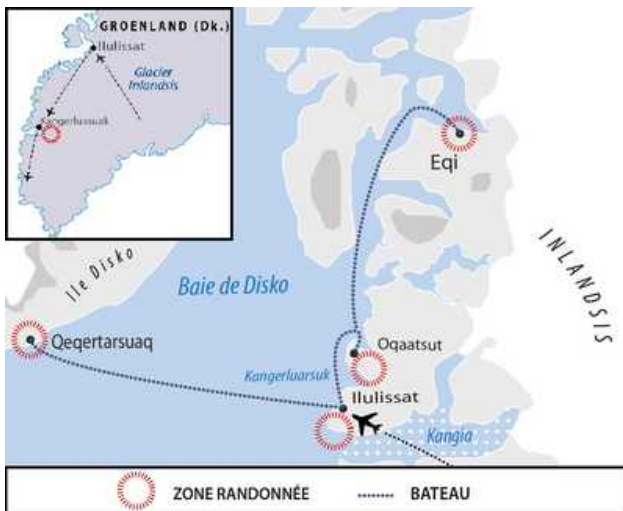 GROENLAND (Dk.)
Ilulissat
Glacier
Inlandsis
Kangerlussuak
Eqi
INLANDSIS
Ile Disko
Baie de Disko
Qeqertarsuaq
Oqaatsut
Kangerluarsuk
Ilulissat
Kangia
ZONE RANDONNÉE
BATEAU